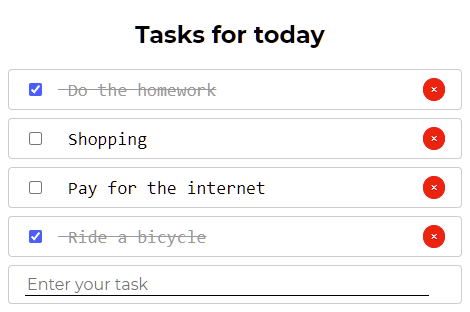 Tasks for today
Do the homework
Shopping
Pay for the internet
Ride a bicycle
Enter your task